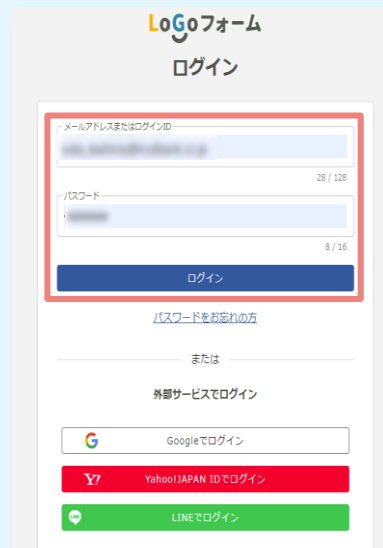 LoGoフォーム
ログイン
メールアドレスまたはログインID
28 / 128
パスワード
8 / 16
ログイン
パスワードをお忘れの方
または
外部サービスでログイン
G
Googleでログイン
Y!
Yahoo!JAPAN IDでログイン
LINE
LINEでログイン